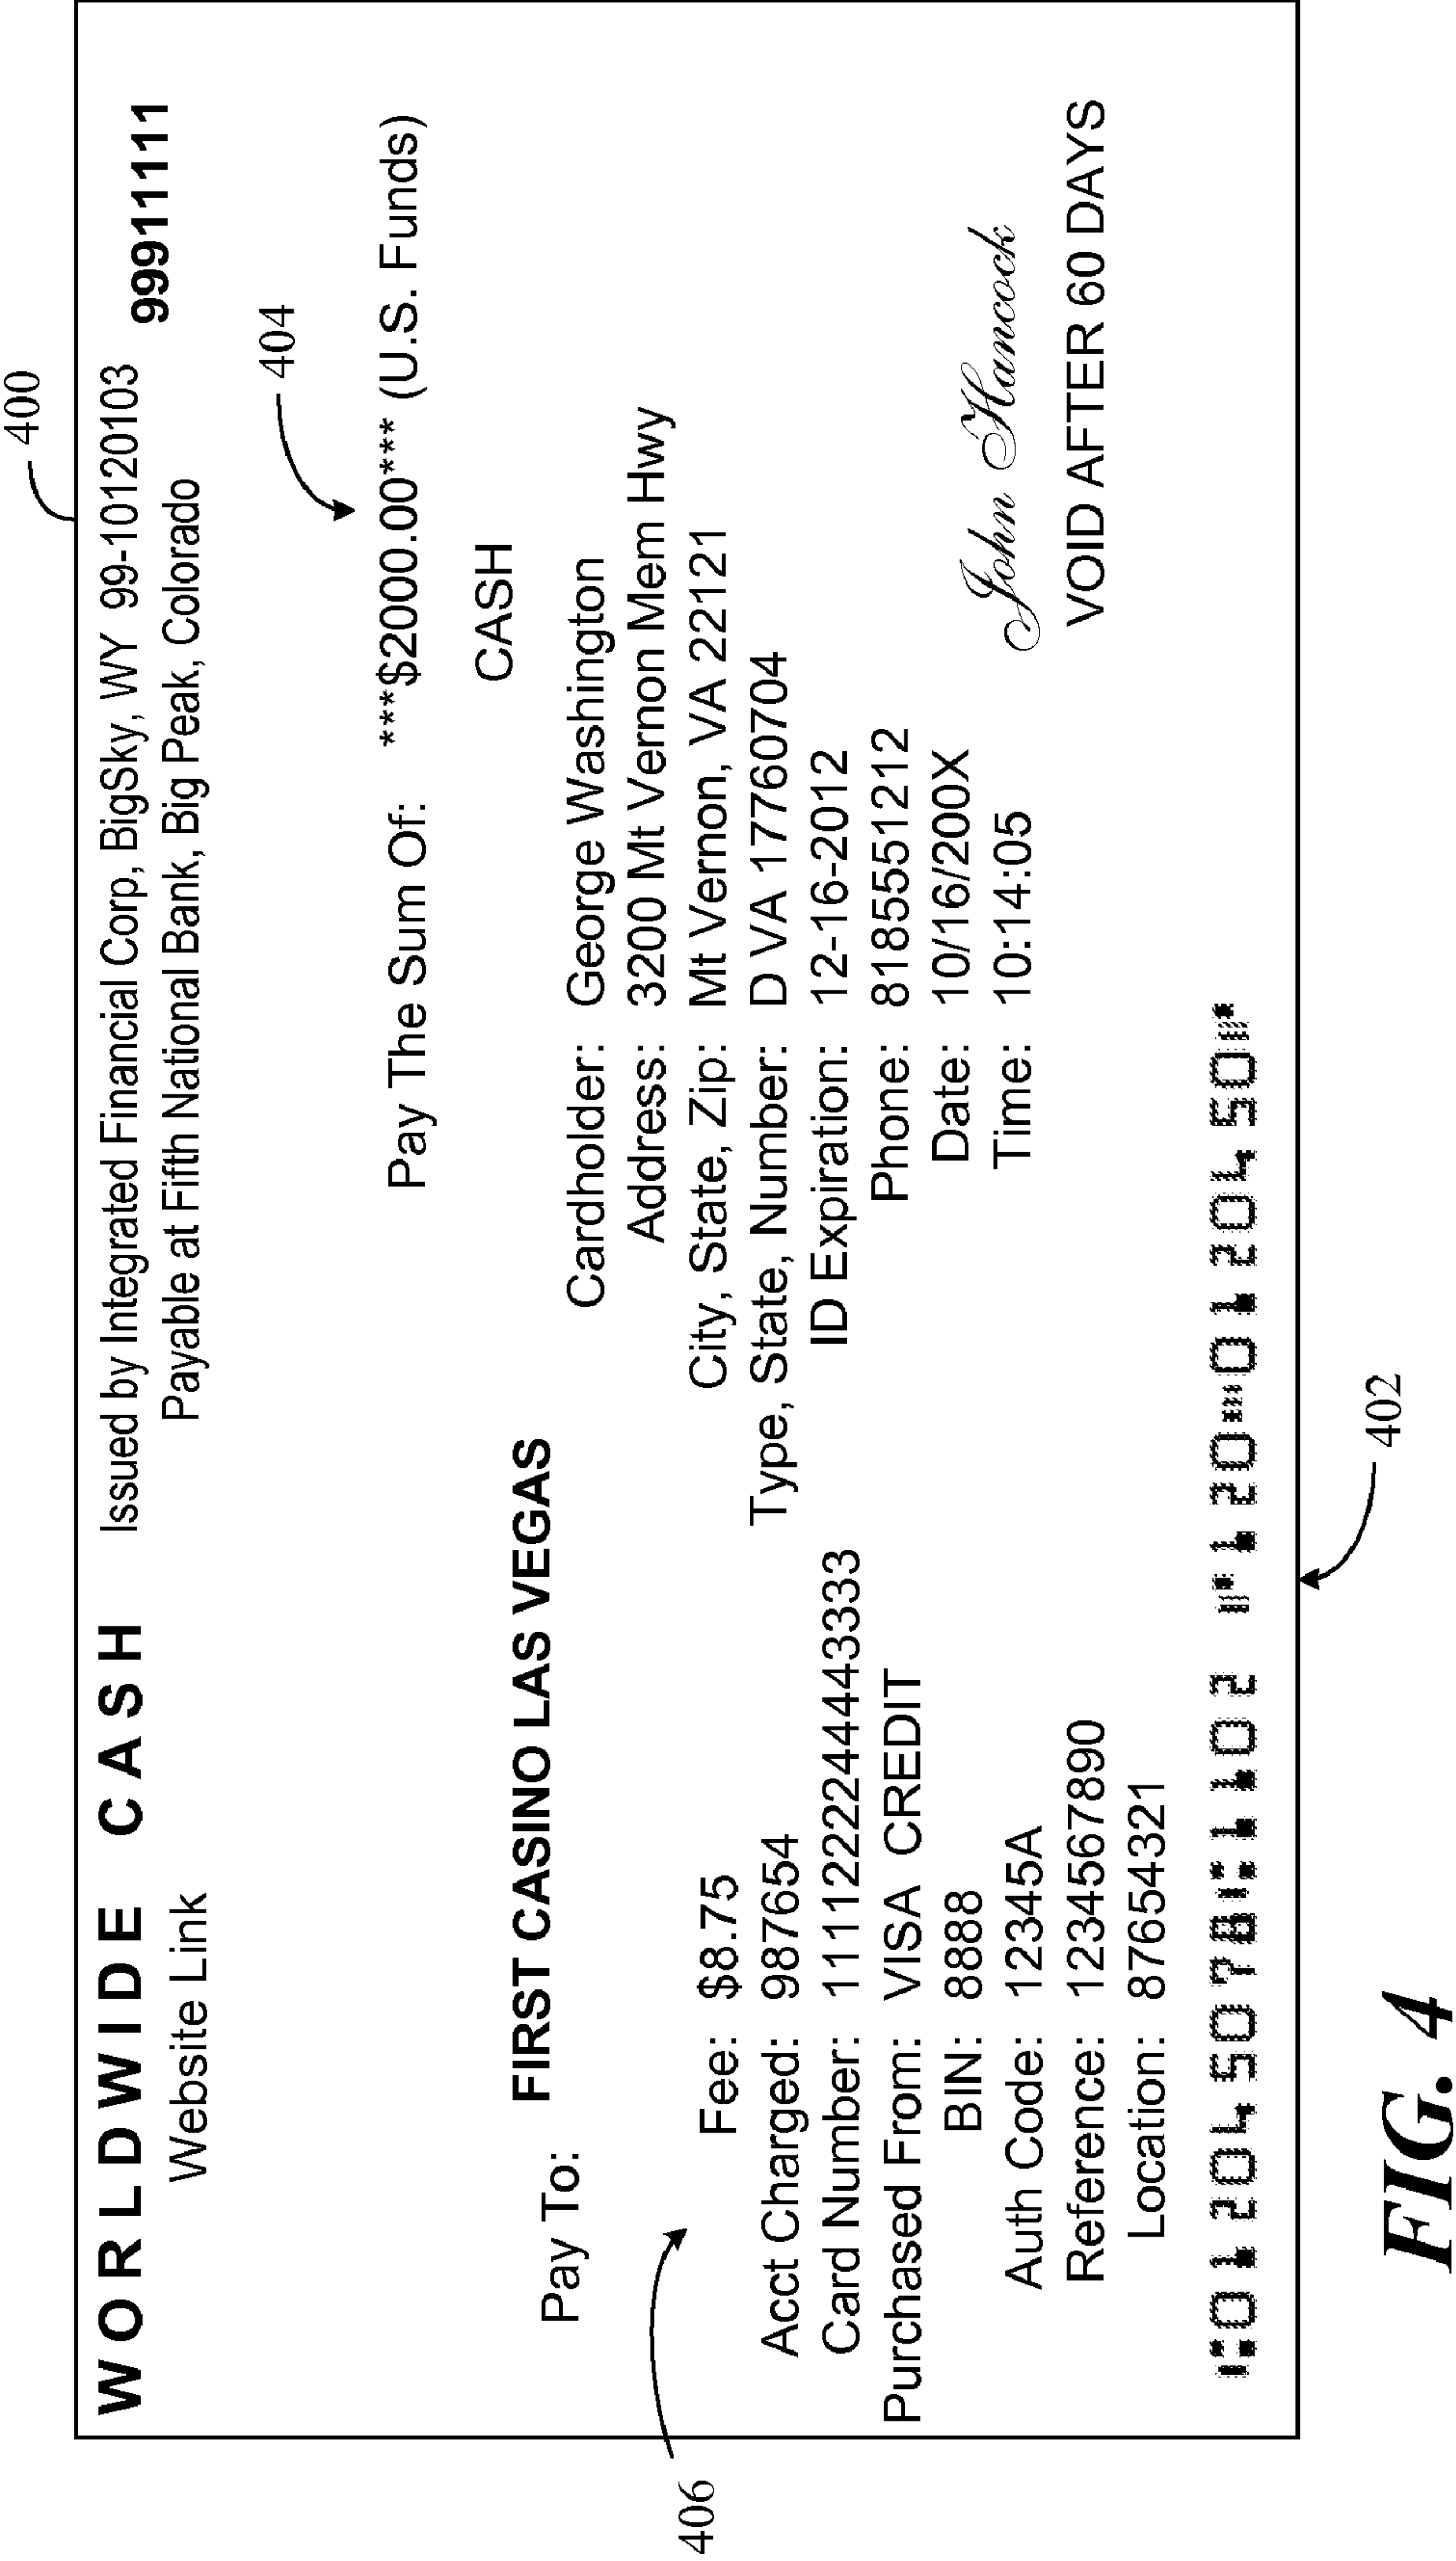 400
WORLDWIDE CASH Issued by Integrated Financial Corp, BigSky, WY 99-10120103 9991111
Website Link Payable at Fifth National Bank, Big Peak, Colorado
404
Pay The Sum Of: ***$2000.00*** (U.S. Funds)
CASH
Pay To: FIRST CASINO LAS VEGAS
Cardholder: George Washington
Address: 3200 Mt Vernon Mem Hwy
City, State, Zip: Mt Vernon, VA 22121
Type, State, Number: D VA 17760704
ID Expiration: 12-16-2012
Phone: 8185551212
Date: 10/16/200X
Time: 10:14:05
406
Fee: $8.75
Acct Charged: 987654
Card Number: 1111222244443333
Purchased From: VISA CREDIT
BIN: 8888
Auth Code: 12345A
Reference: 1234567890
Location: 87654321
John Hancock
VOID AFTER 60 DAYS
402
FIG. 4